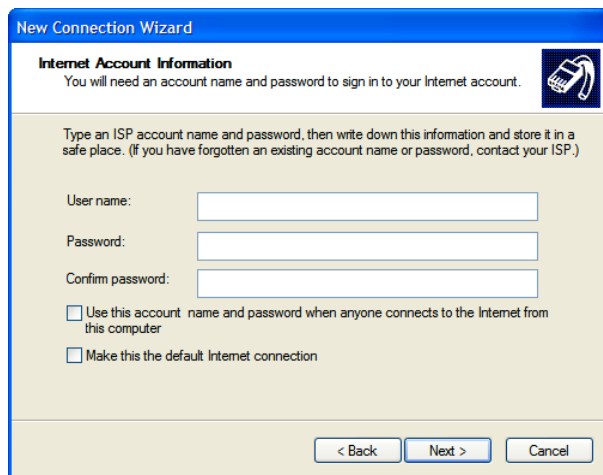 New Connection Wizard
Internet Account Information
You will need an account name and password to sign in to your Internet account.
Type an ISP account name and password, then write down this information and store it in a
safe place. (If you have forgotten an existing account name or password, contact your ISP.)
User name:
Password:
Confirm password:
Use this account name and password when anyone connects to the Internet from
this computer
Make this the default Internet connection
< Back
Next >
Cancel